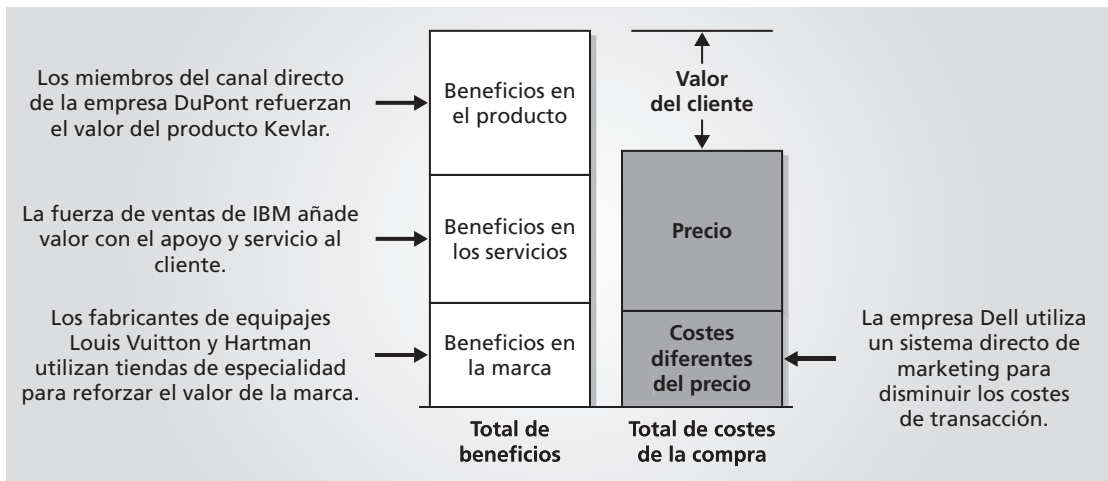 Los miembros del canal directo
de la empresa DuPont refuerzan
el valor del producto Kevlar.
La fuerza de ventas de IBM añade
valor con el apoyo y servicio al
cliente.
Los fabricantes de equipajes
Louis Vuitton y Hartman
utilizan tiendas de especialidad
para reforzar el valor de la marca.
Beneficios en
el producto
Beneficios en
los servicios
Beneficios en
la marca
Total de
beneficios
Valor
del cliente
Precio
Costes
diferentes
del precio
Total de costes
de la compra
La empresa Dell utiliza
un sistema directo de
marketing para
disminuir los costes
de transacción.